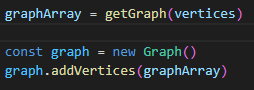 graphArray = getGraph(vertices)
const graph = new Graph()
graph.addVertices(graphArray)